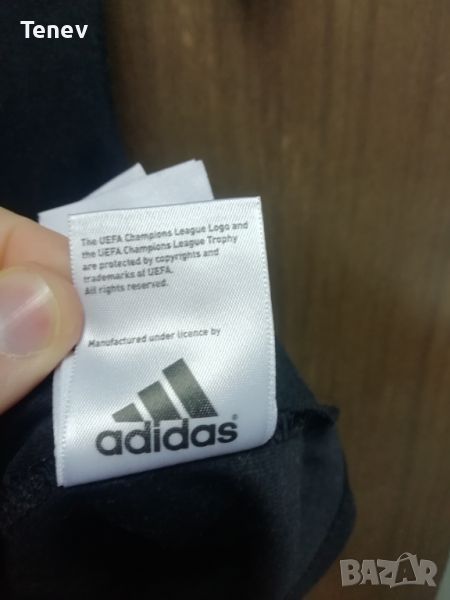 Tenev
The UEFA Champions League Logo and
the UEFA Champions League Trophy
are protected by copyrights and
trademarks of UEFA.
All rights reserved.
Manufactured under licence by
adidas®
BAZAR